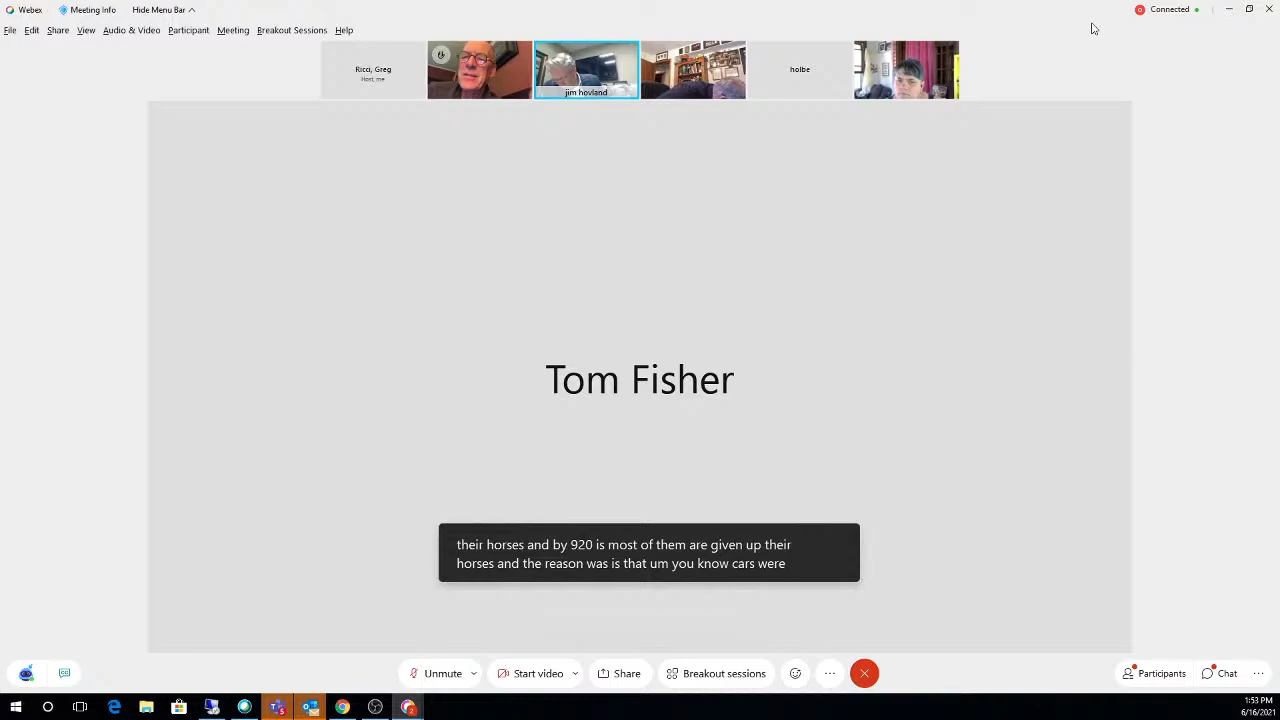 Webex Meeting Info Hide Menu Bar Connected
File Edit Share View Audio & Video Participant Meeting Breakout Sessions Help
Ricci, Greg
Host, me
jim hovland
holbe
Tom Fisher
their horses and by 920 is most of them are given up their
horses and the reason was is that um you know cars were
Unmute Start video Share Breakout sessions Participants Chat
1:53 PM
6/16/2021